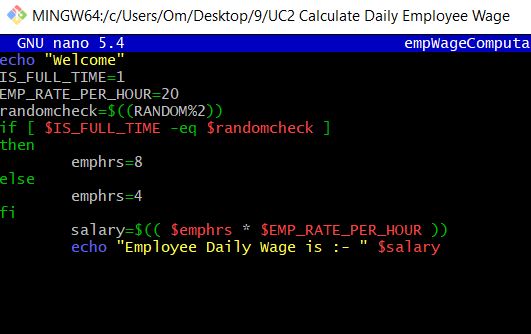 MINGW64:/c/Users/Om/Desktop/9/UC2 Calculate Daily Employee Wage
GNU nano 5.4 empWageComputa
echo "Welcome"
IS_FULL_TIME=1
EMP_RATE_PER_HOUR=20
randomcheck=$((RANDOM%2))
if [ $IS_FULL_TIME -eq $randomcheck ]
then
emphrs=8
else
emphrs=4
fi
salary=$(( $emphrs * $EMP_RATE_PER_HOUR ))
echo "Employee Daily Wage is :- " $salary